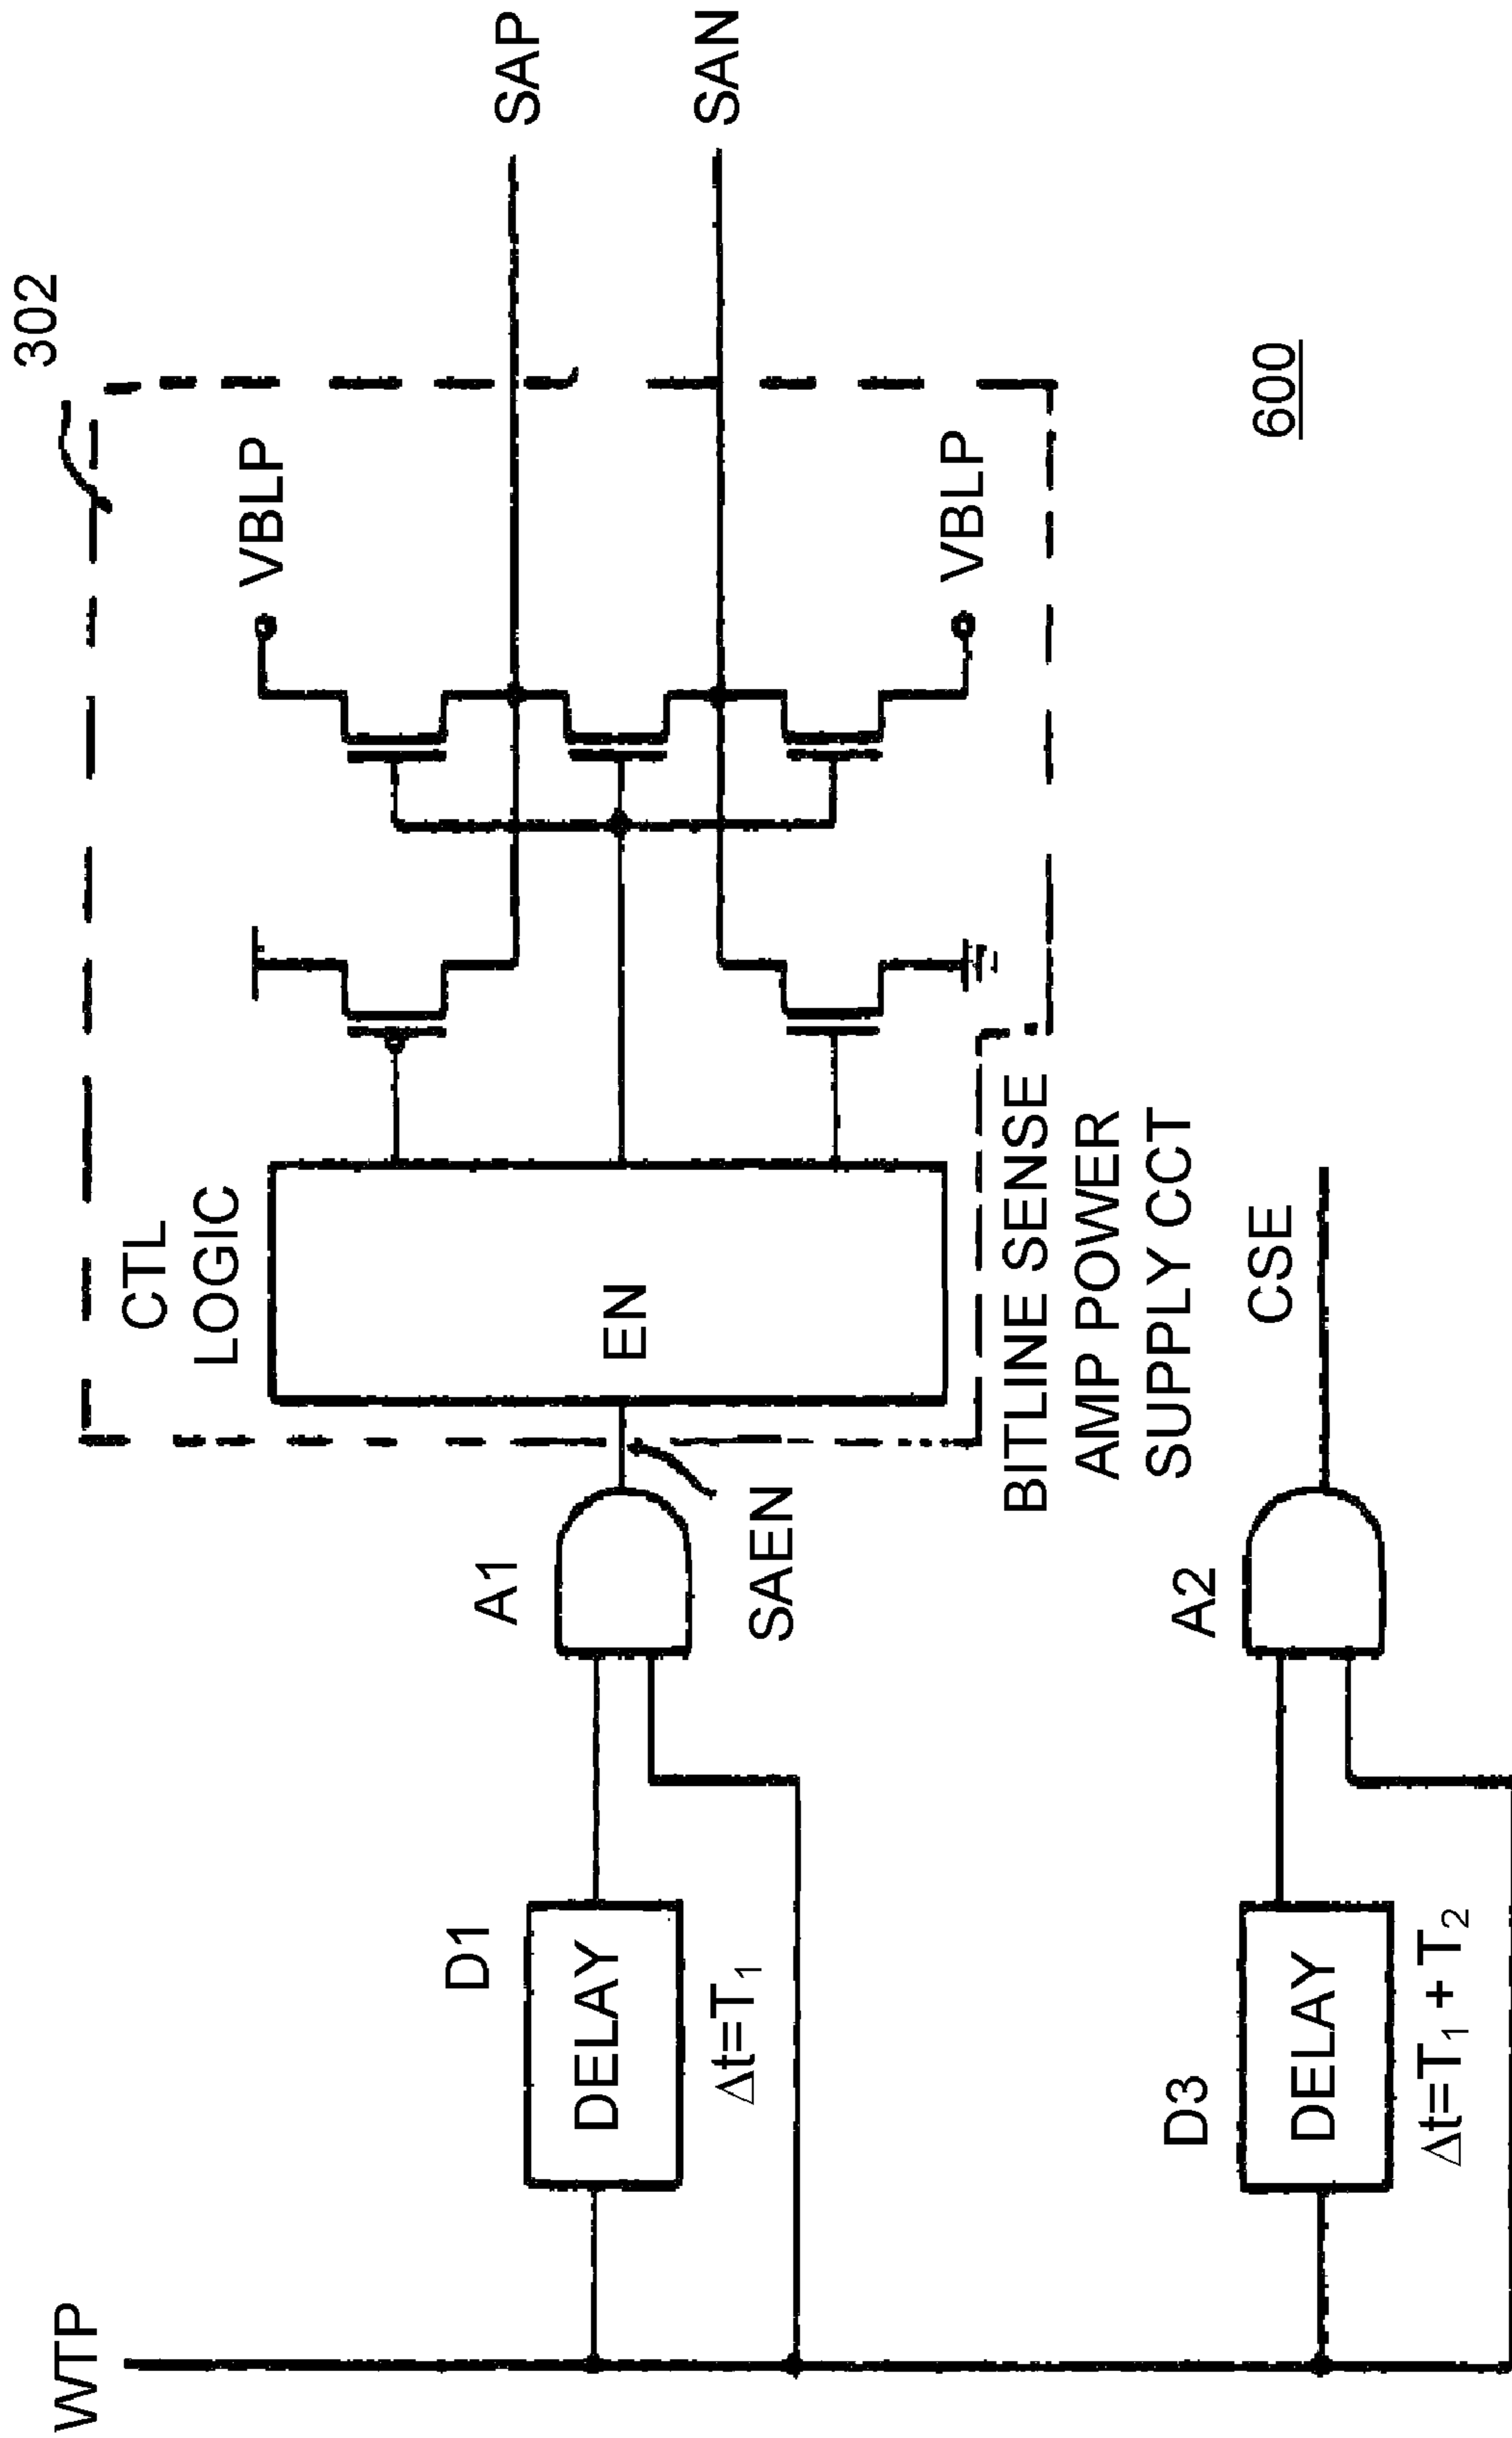 WTP
D1
DELAY
Δt=T₁
A1
SAEN
302
CTL
LOGIC
EN
VBLP
VBLP
SAP
SAN
BITLINE SENSE
AMP POWER
SUPPLY CCT
D3
DELAY
Δt=T₁ + T₂
A2
CSE
600